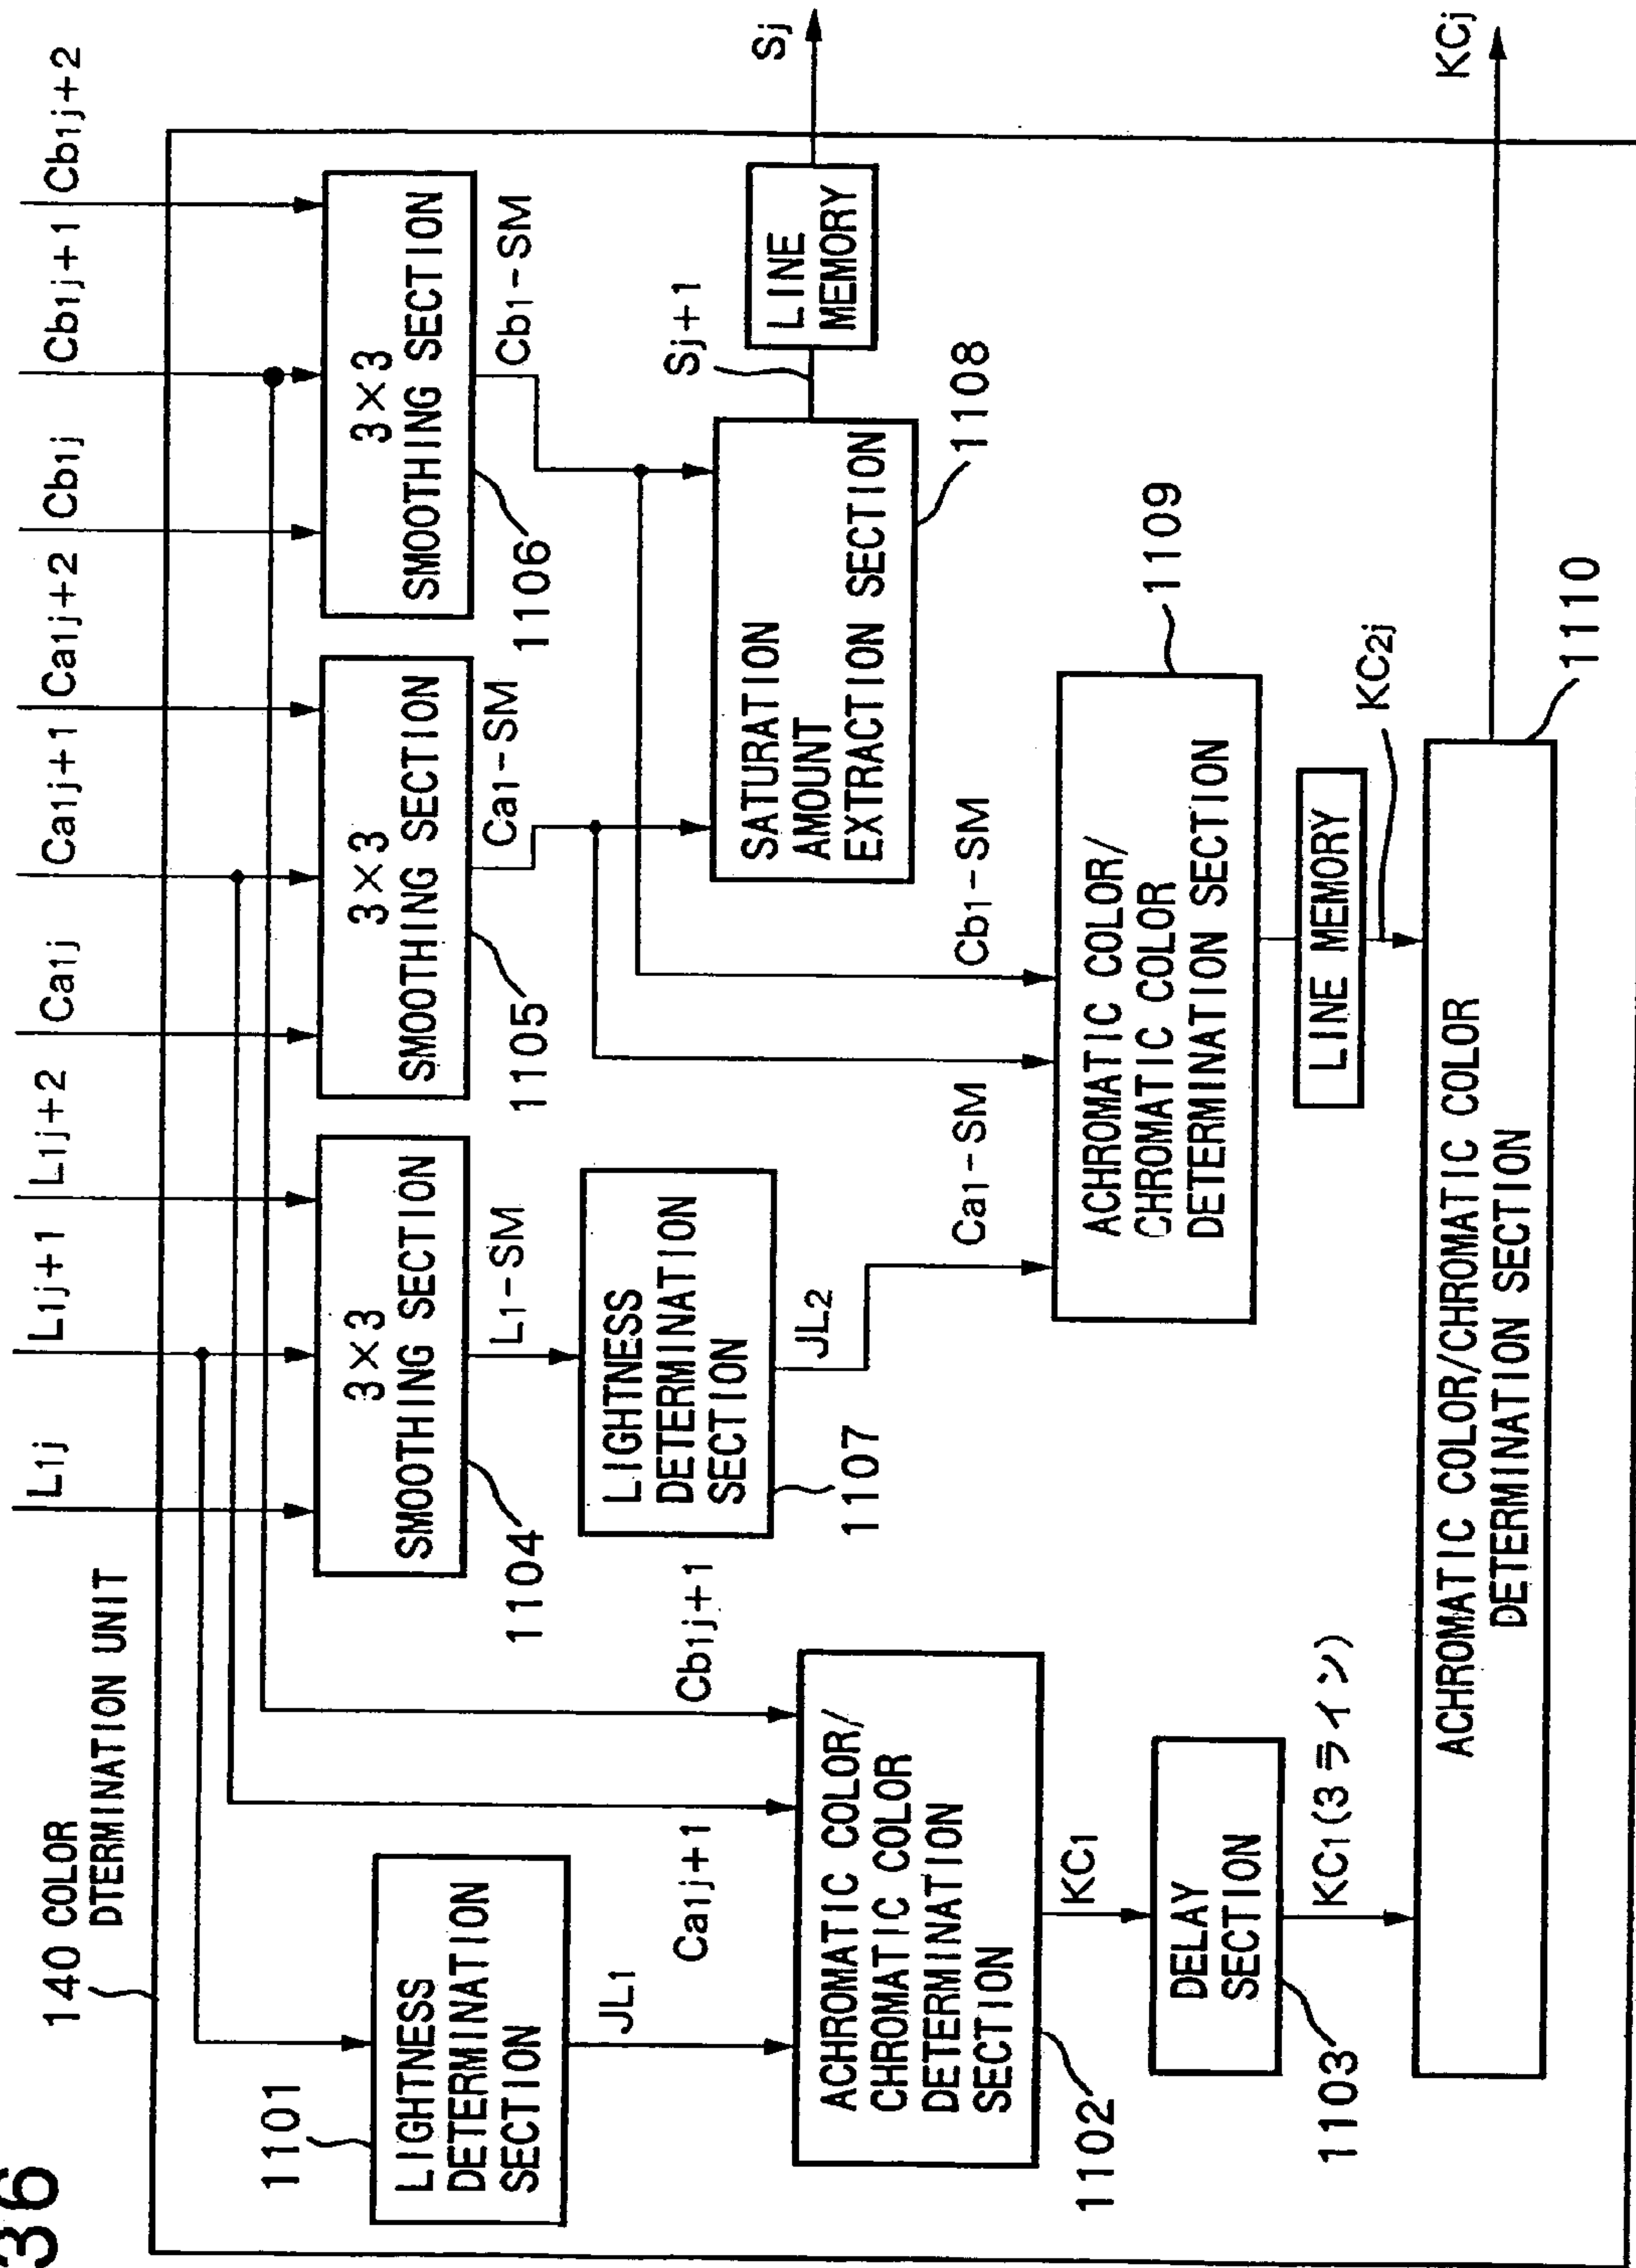 36
140 COLOR
DTERMINATION UNIT
L1j
L1j+1
L1j+2
Ca1j
Ca1j+1
Ca1j+2
Cb1j
Cb1j+1
Cb1j+2
1101
LIGHTNESS
DETERMINATION
SECTION
JL1
Ca1j+1
Cb1j+1
3×3
SMOOTHING SECTION
1104
L1-SM
3×3
SMOOTHING SECTION
1105
Ca1-SM
3×3
SMOOTHING SECTION
1106
Cb1-SM
LIGHTNESS
DETERMINATION
SECTION
1107
JL2
SATURATION
AMOUNT
EXTRACTION SECTION
1108
Sj+1
LINE
MEMORY
Sj
ACHROMATIC COLOR/
CHROMATIC COLOR
DETERMINATION
SECTION
1102
KC1
DELAY
SECTION
1103
KC1(3ライン)
Ca1-SM
Cb1-SM
ACHROMATIC COLOR/
CHROMATIC COLOR
DETERMINATION SECTION
1109
LINE MEMORY
KC2j
ACHROMATIC COLOR/CHROMATIC COLOR
DETERMINATION SECTION
1110
KCj